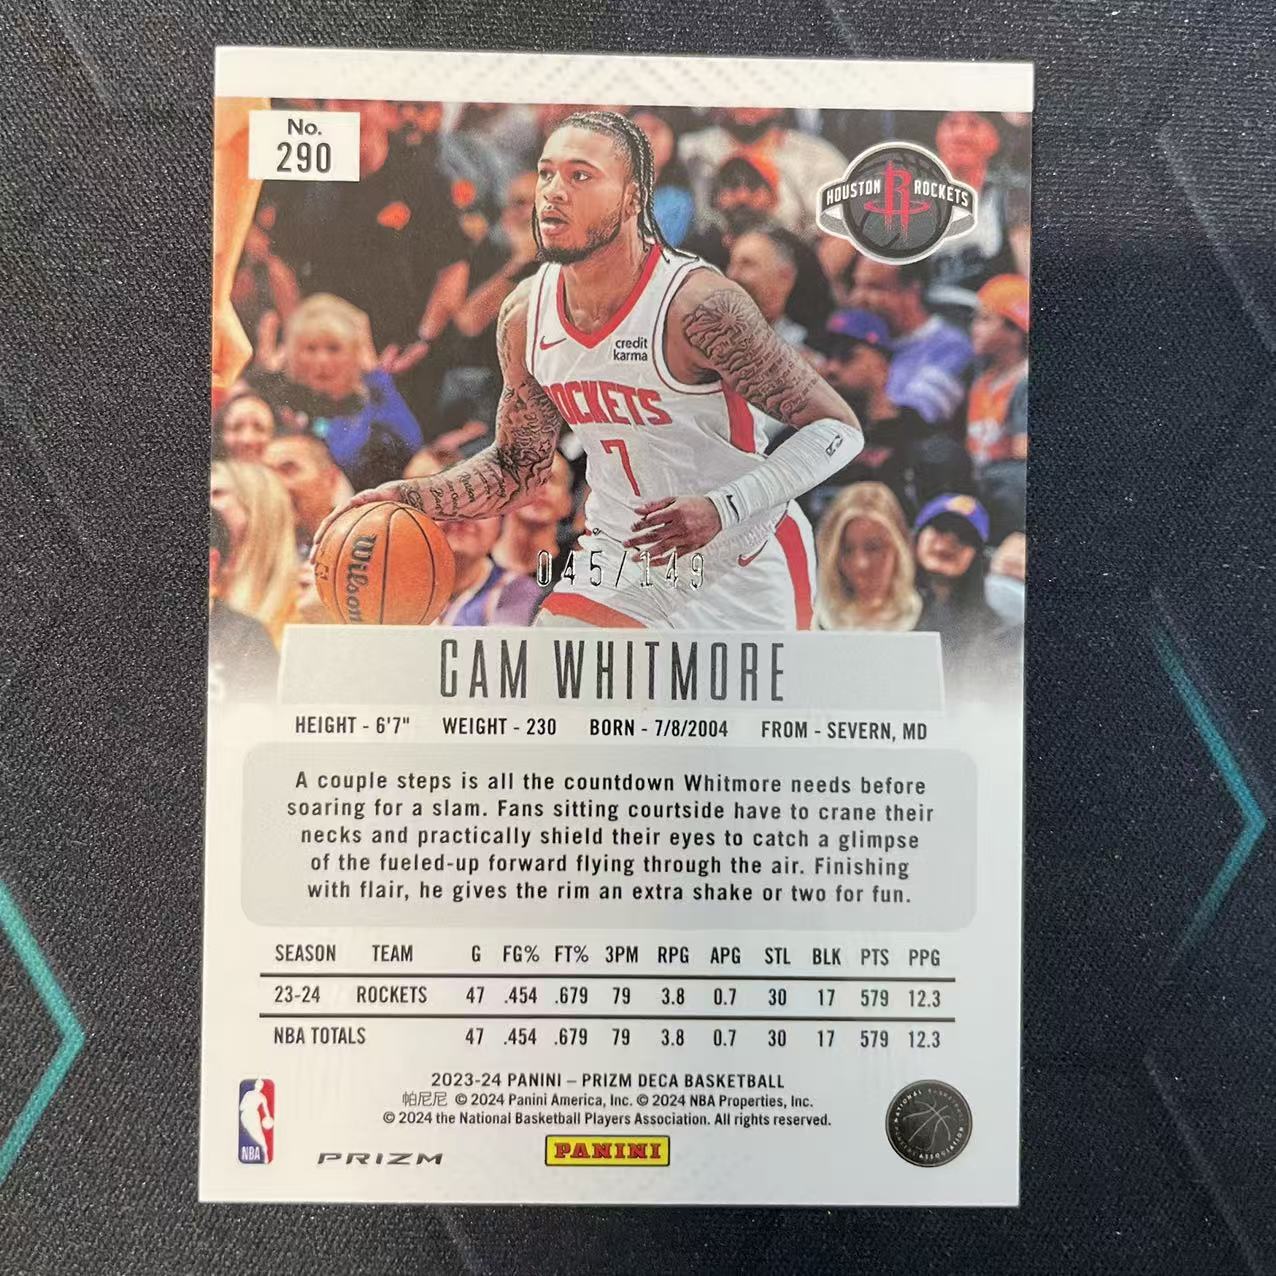 No.
290
HOUSTON ROCKETS
credit
karma
ROCKETS
7
Wilson
045/149
CAM WHITMORE
HEIGHT - 6'7" WEIGHT - 230 BORN - 7/8/2004 FROM - SEVERN, MD
A couple steps is all the countdown Whitmore needs before
soaring for a slam. Fans sitting courtside have to crane their
necks and practically shield their eyes to catch a glimpse
of the fueled-up forward flying through the air. Finishing
with flair, he gives the rim an extra shake or two for fun.
SEASON TEAM G FG% FT% 3PM RPG APG STL BLK PTS PPG
23-24 ROCKETS 47 .454 .679 79 3.8 0.7 30 17 579 12.3
NBA TOTALS 47 .454 .679 79 3.8 0.7 30 17 579 12.3
2023-24 PANINI – PRIZM DECA BASKETBALL
帕尼尼 © 2024 Panini America, Inc. © 2024 NBA Properties, Inc.
© 2024 the National Basketball Players Association. All rights reserved.
NBA
PRIZM
PANINI
NATIONAL BASKETBALL PLAYERS ASSOCIATION